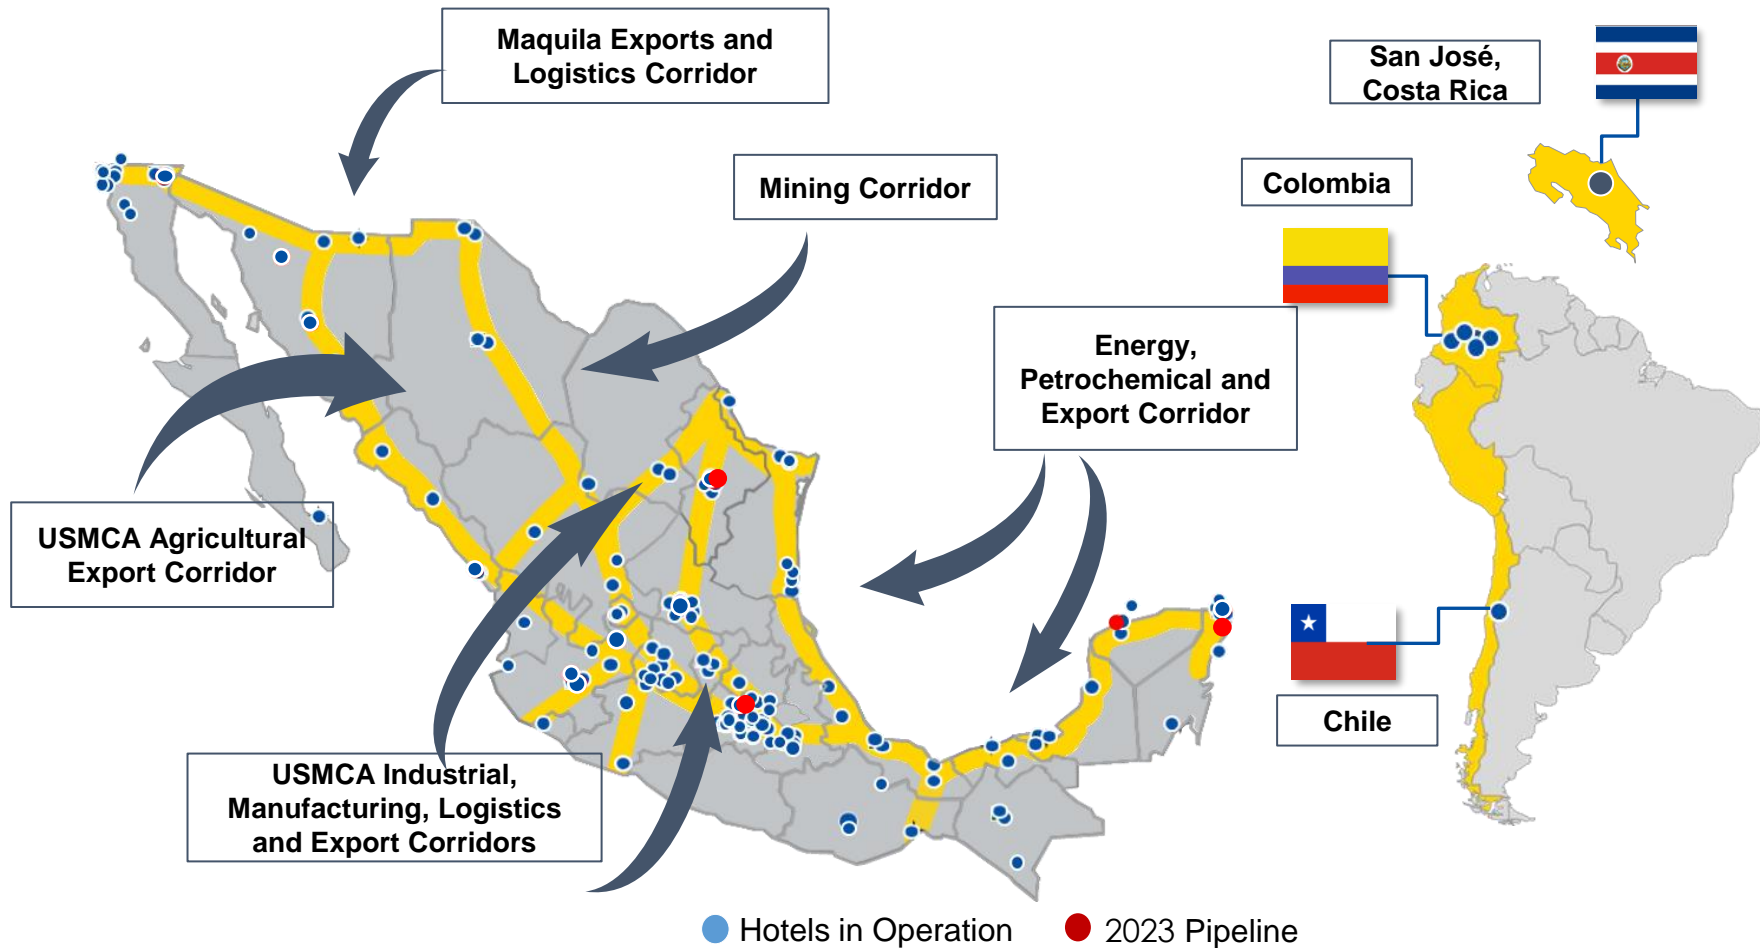 Maquila Exports and
Logistics Corridor
San José,
Costa Rica
Mining Corridor
Colombia
Energy,
Petrochemical and
Export Corridor
USMCA Agricultural
Export Corridor
Chile
USMCA Industrial,
Manufacturing, Logistics
and Export Corridors
Hotels in Operation
2023 Pipeline